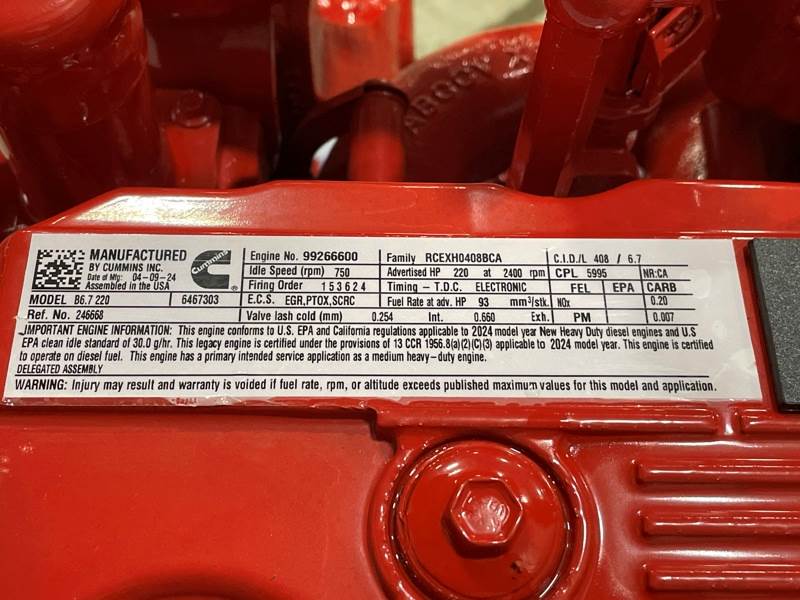 ABOCY
MANUFACTURED
BY CUMMINS INC.
Date of Mfg: 04-09-24
Assembled in the USA
Cummins
MODEL B6.7 220 6467303
Ref. No. 246668
Engine No. 99266600 Family RCEXH0408BCA C.I.D./L 408 / 6.7
Idle Speed (rpm) 750 Advertised HP 220 at 2400 rpm CPL 5995 NR:CA
Firing Order 1 5 3 6 2 4 Timing – T.D.C. ELECTRONIC FEL EPA CARB
E.C.S. EGR,PTOX,SCRC Fuel Rate at adv. HP 93 mm³/stk. NOx 0.20
Valve lash cold (mm) 0.254 Int. 0.660 Exh. PM 0.007
IMPORTANT ENGINE INFORMATION: This engine conforms to U.S. EPA and California regulations applicable to 2024 model year New Heavy Duty diesel engines and U.S
EPA clean idle standard of 30.0 g/hr. This legacy engine is certified under the provisions of 13 CCR 1956.8(a)(2)(C)(3) applicable to 2024 model year. This engine is certified
to operate on diesel fuel. This engine has a primary intended service application as a medium heavy-duty engine.
DELEGATED ASSEMBLY
WARNING: Injury may result and warranty is voided if fuel rate, rpm, or altitude exceeds published maximum values for this model and application.